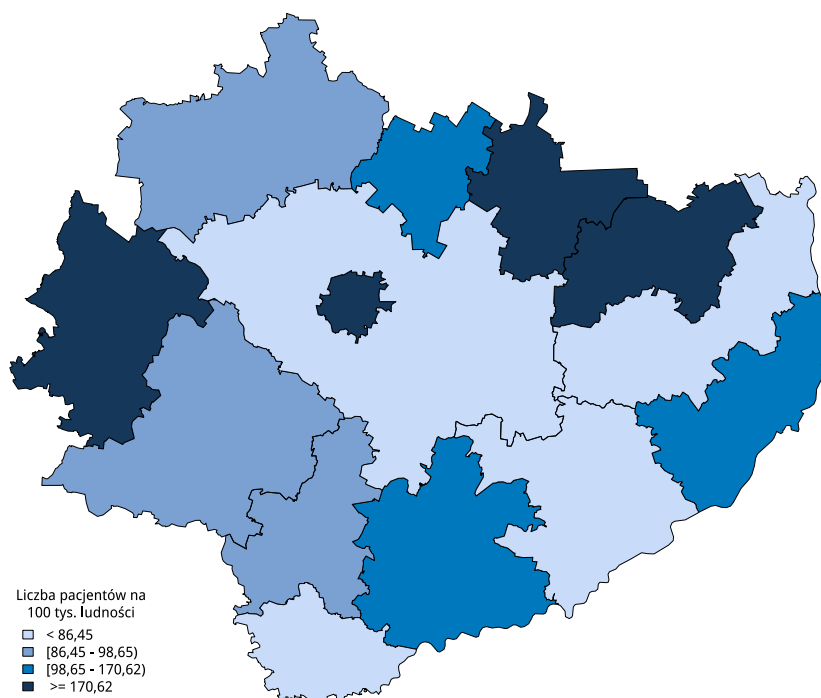 Liczba pacjentów na
100 tys. ludności
< 86,45
[86,45 - 98,65)
[98,65 - 170,62)
>= 170,62